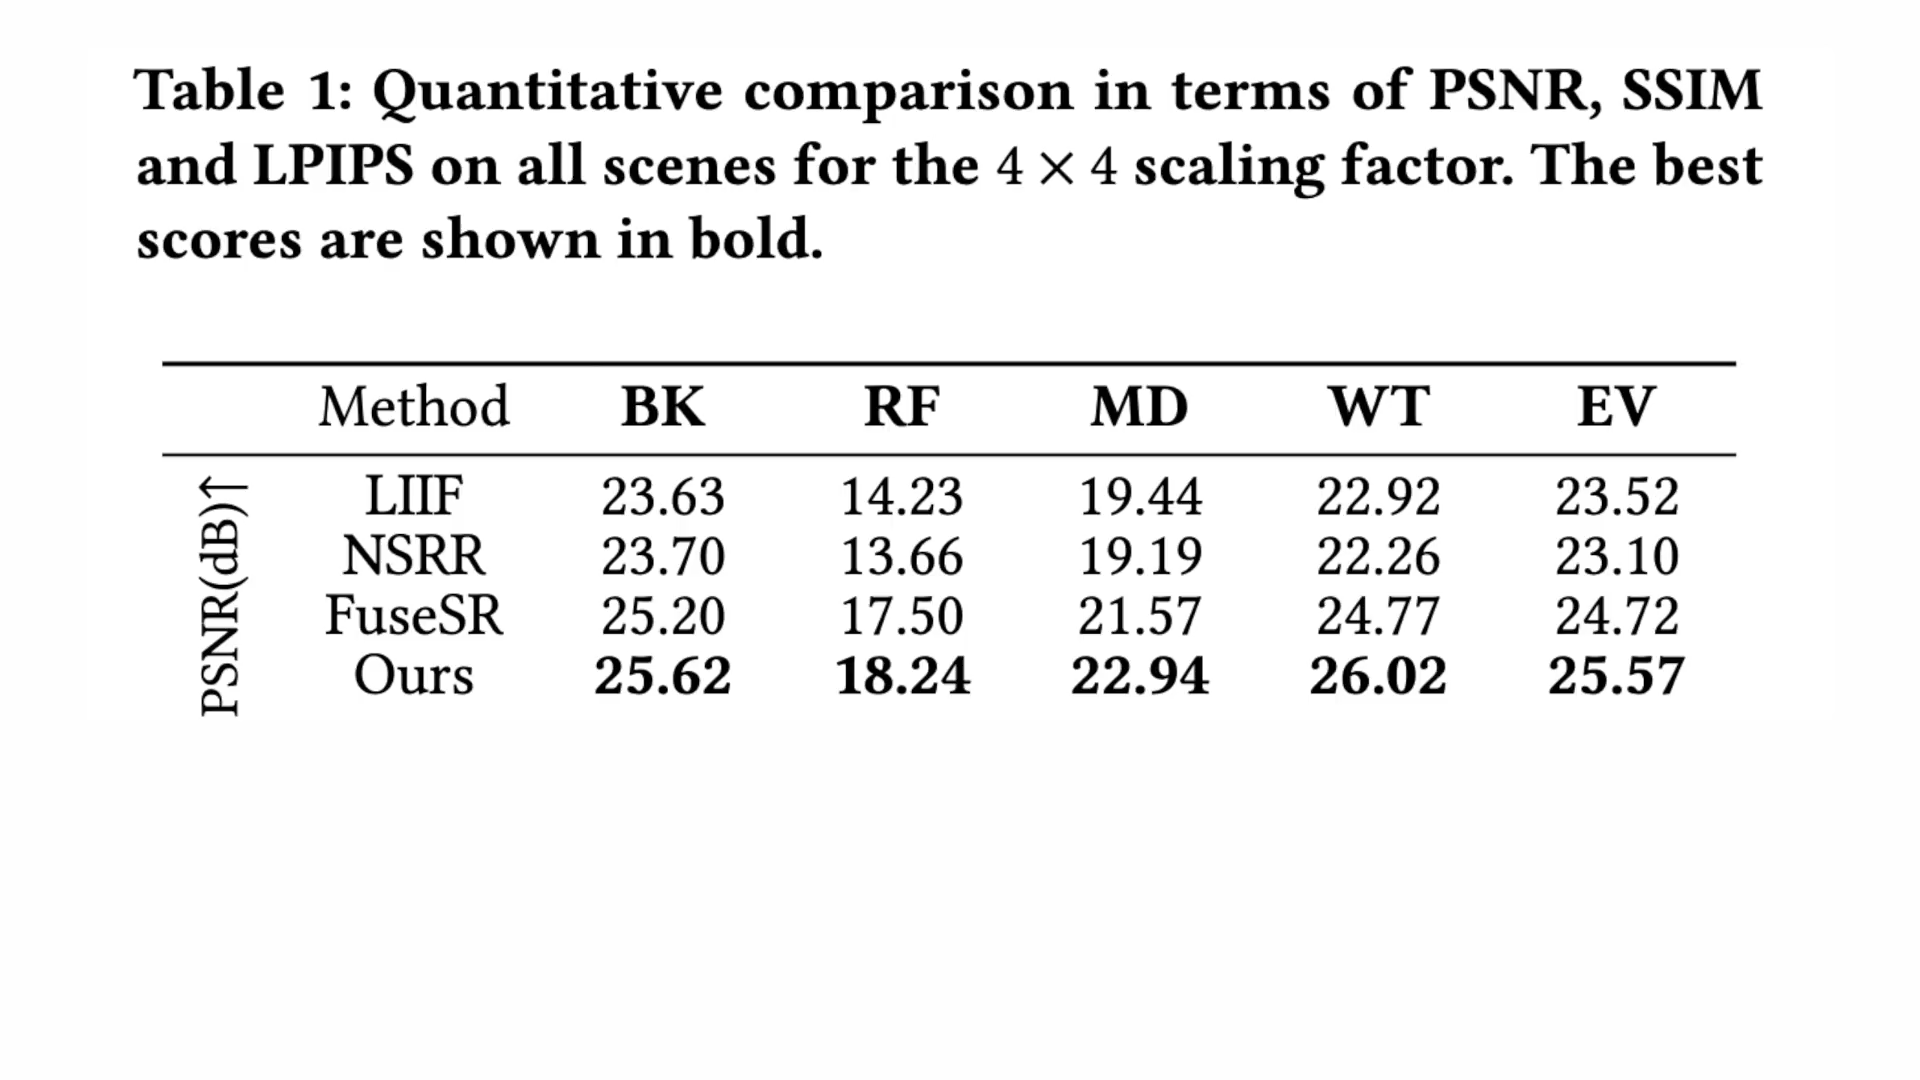 Table 1: Quantitative comparison in terms of PSNR, SSIM
and LPIPS on all scenes for the 4 × 4 scaling factor. The best
scores are shown in bold.
Method BK RF MD WT EV
PSNR(dB)↑
LIIF 23.63 14.23 19.44 22.92 23.52
NSRR 23.70 13.66 19.19 22.26 23.10
FuseSR 25.20 17.50 21.57 24.77 24.72
Ours 25.62 18.24 22.94 26.02 25.57